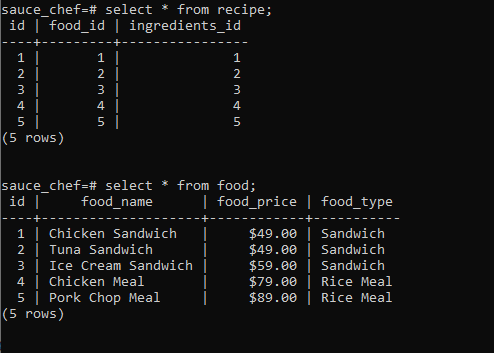 sauce_chef=# select * from recipe;
 id | food_id | ingredients_id
----+---------+----------------
  1 |       1 |              1
  2 |       2 |              2
  3 |       3 |              3
  4 |       4 |              4
  5 |       5 |              5
(5 rows)

sauce_chef=# select * from food;
 id |     food_name      | food_price | food_type
----+--------------------+------------+-----------
  1 | Chicken Sandwich   |     $49.00 | Sandwich
  2 | Tuna Sandwich      |     $49.00 | Sandwich
  3 | Ice Cream Sandwich |     $59.00 | Sandwich
  4 | Chicken Meal       |     $79.00 | Rice Meal
  5 | Pork Chop Meal     |     $89.00 | Rice Meal
(5 rows)